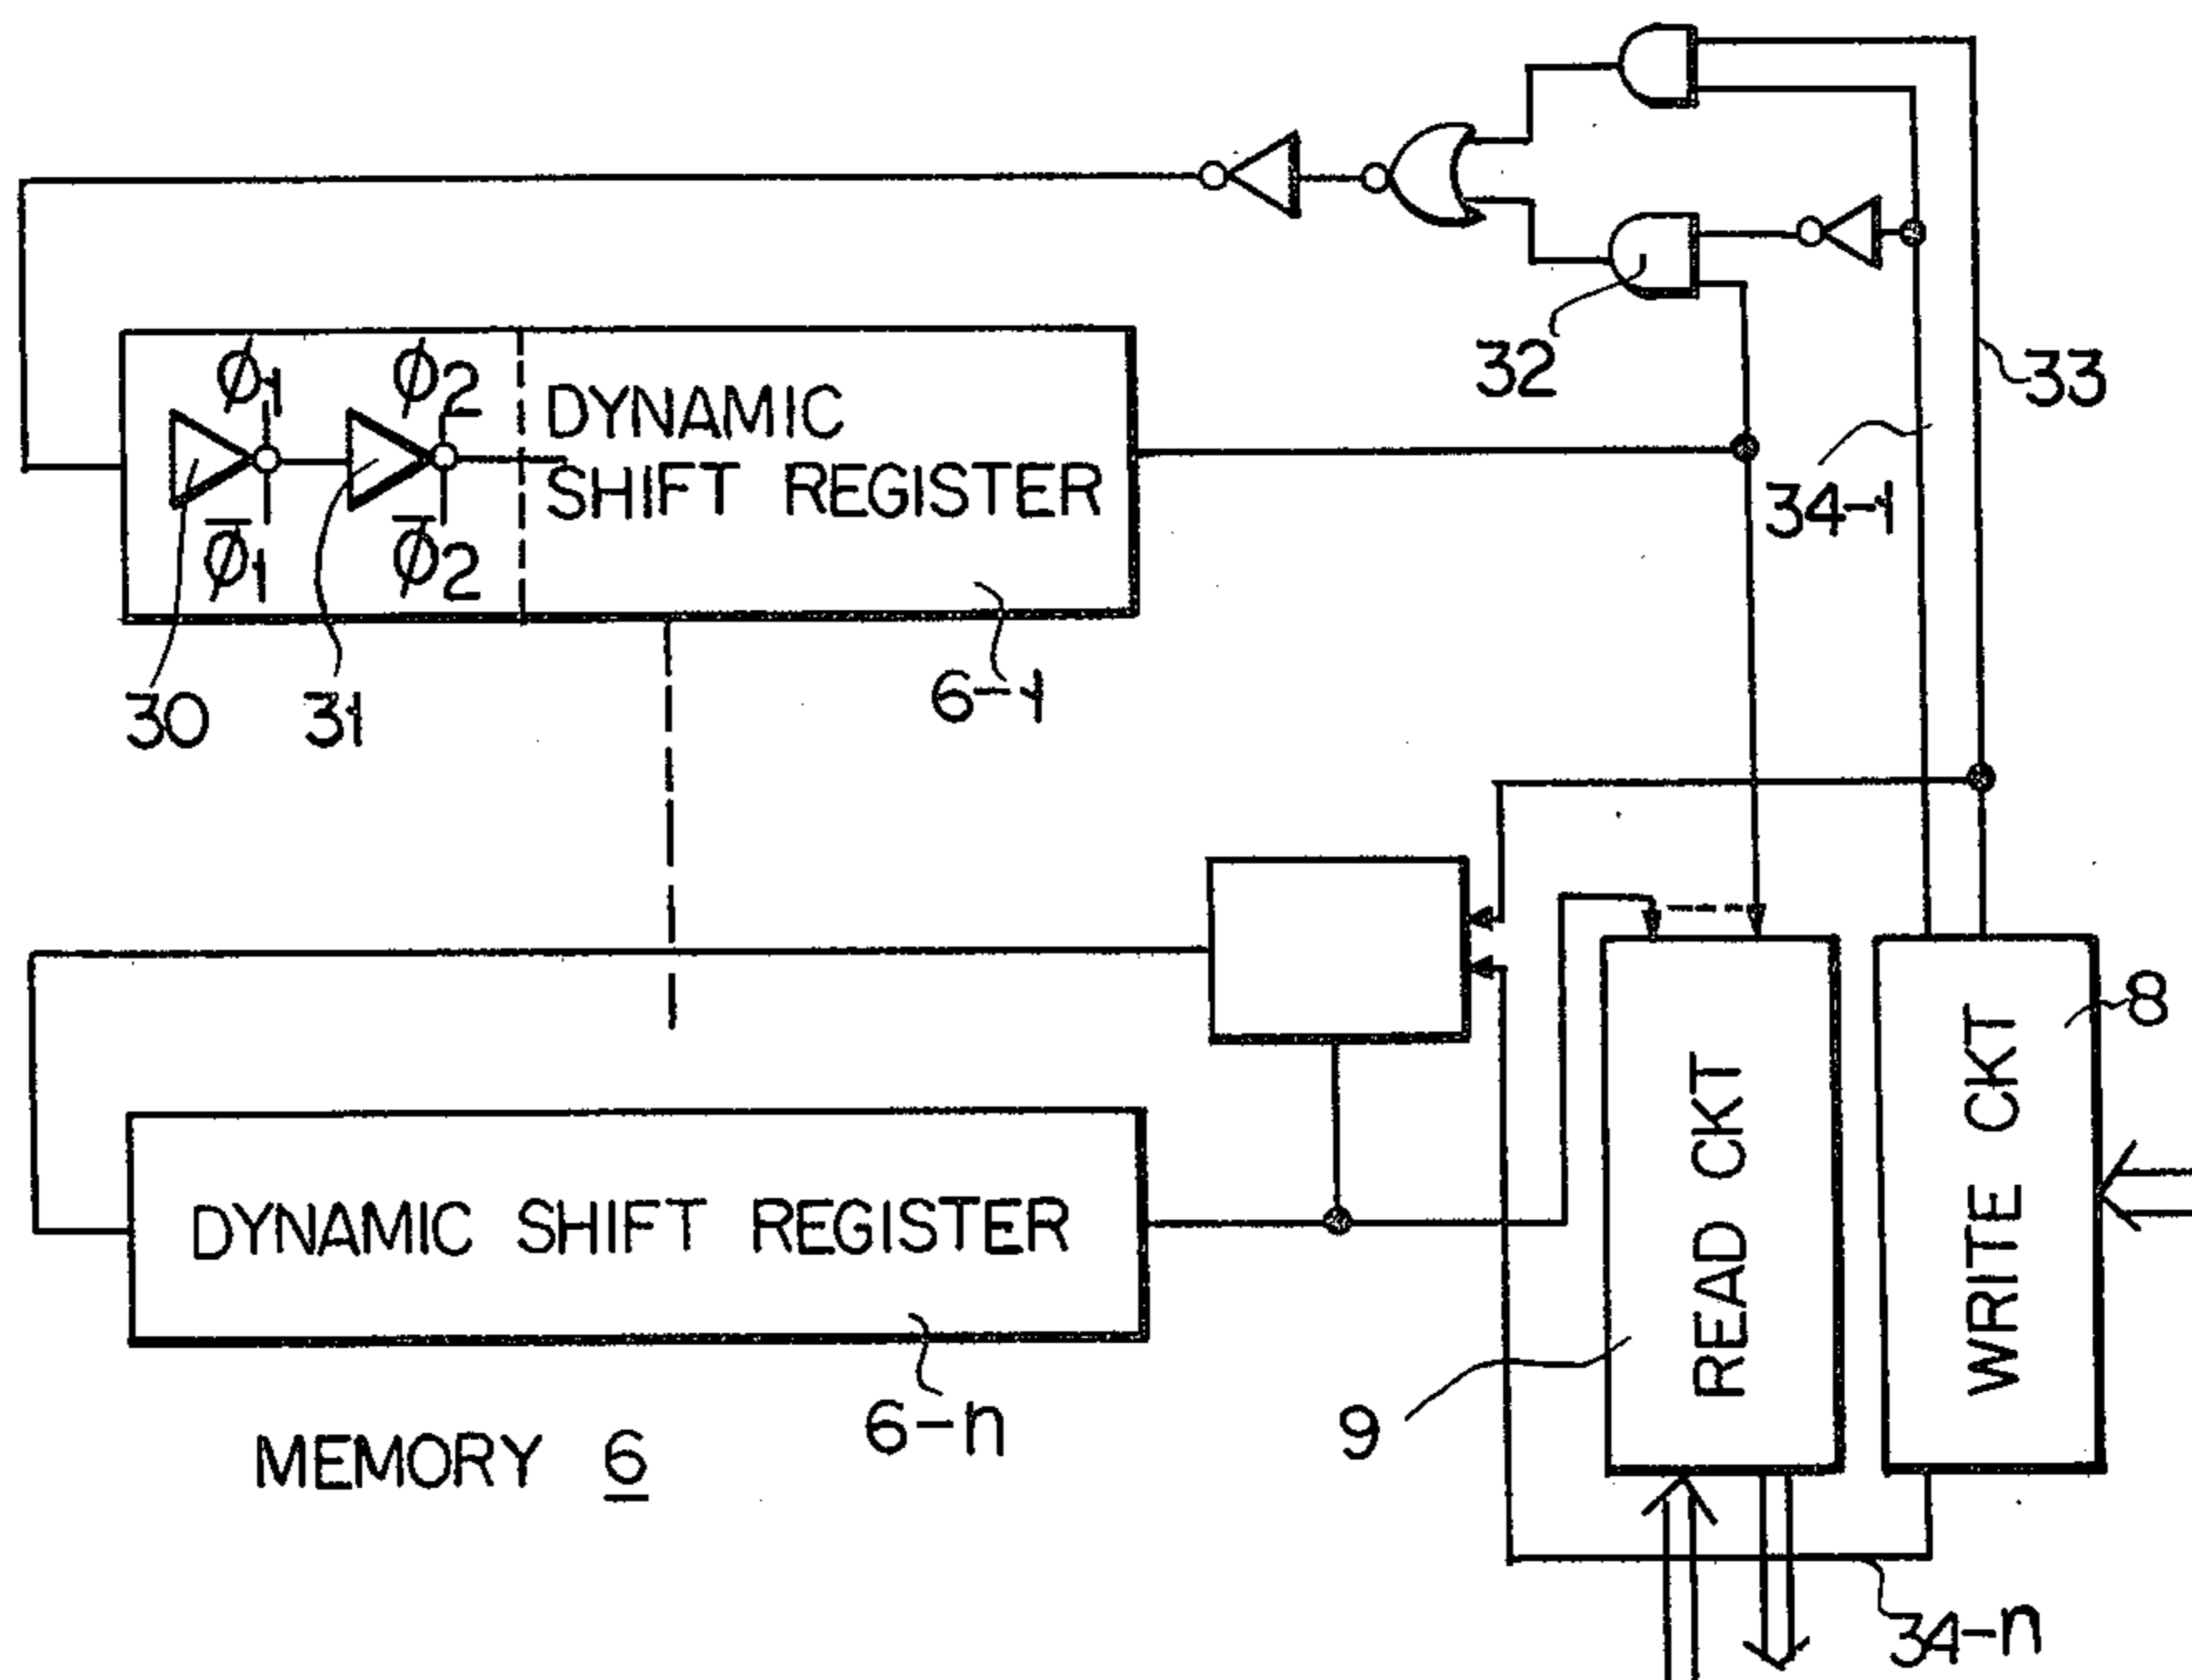 33
32
34-1
ϕ1 ϕ2
DYNAMIC
SHIFT REGISTER
ϕ̅1 ϕ̅2
30 31 6-1
8
READ CKT
WRITE CKT
DYNAMIC SHIFT REGISTER
6-n
9
MEMORY 6
34-n